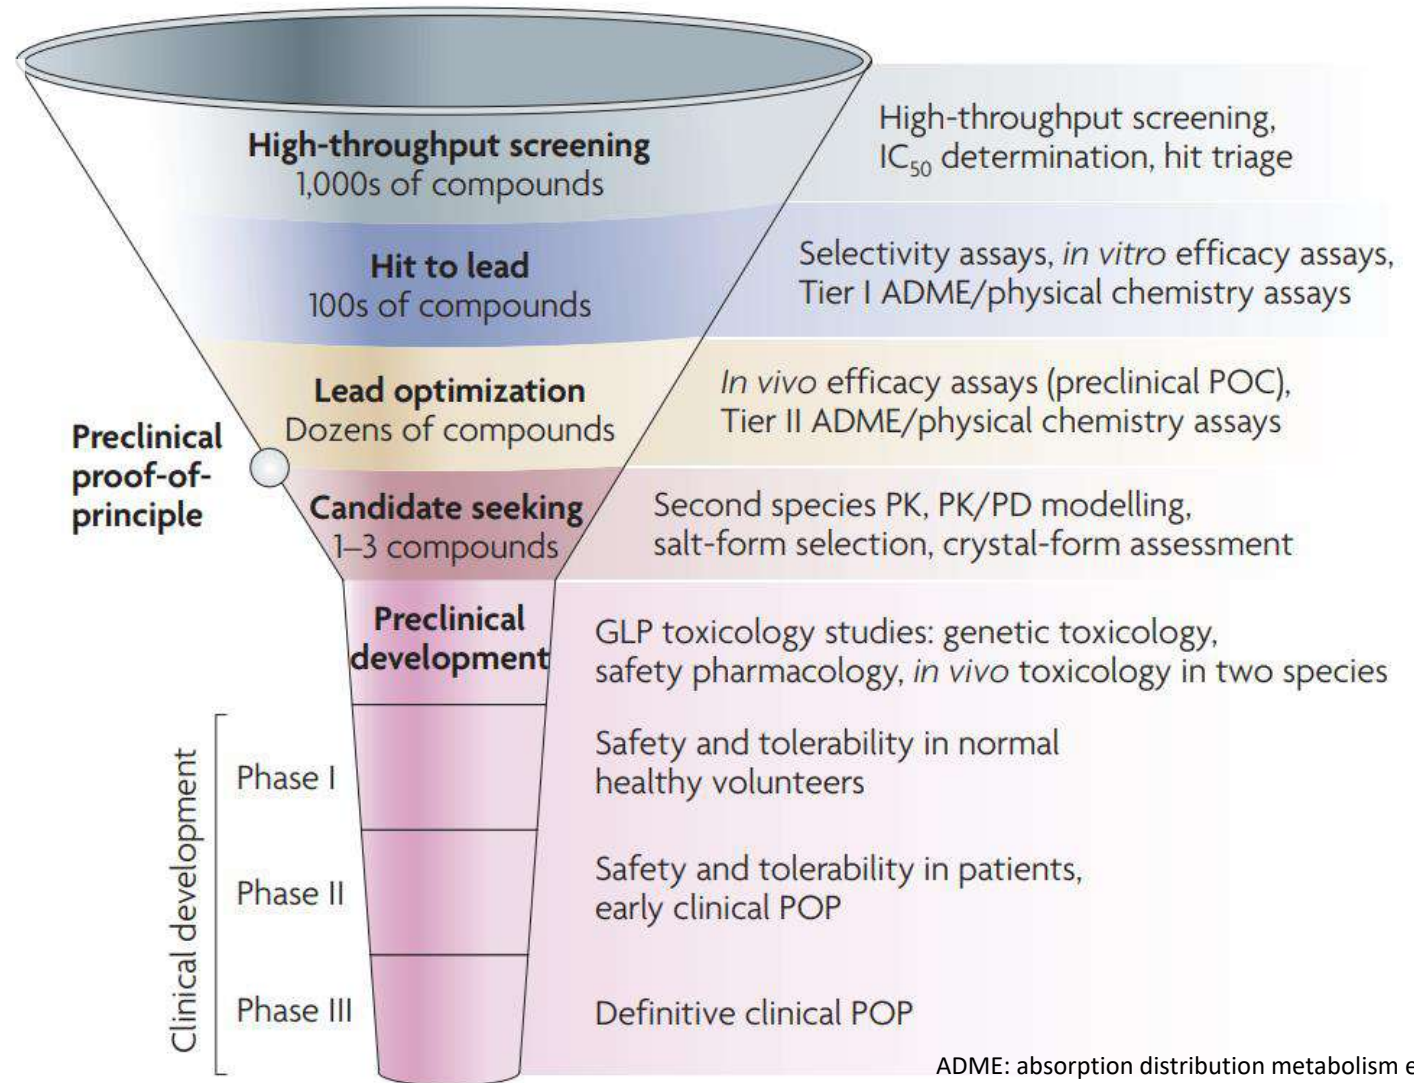 High-throughput screening
1,000s of compounds
High-throughput screening,
IC50 determination, hit triage
Hit to lead
100s of compounds
Selectivity assays, in vitro efficacy assays,
Tier I ADME/physical chemistry assays
Lead optimization
Dozens of compounds
In vivo efficacy assays (preclinical POC),
Tier II ADME/physical chemistry assays
Preclinical
proof-of-
principle
Candidate seeking
1–3 compounds
Second species PK, PK/PD modelling,
salt-form selection, crystal-form assessment
Preclinical
development
GLP toxicology studies: genetic toxicology,
safety pharmacology, in vivo toxicology in two species
Clinical development
Phase I
Safety and tolerability in normal
healthy volunteers
Phase II
Safety and tolerability in patients,
early clinical POP
Phase III
Definitive clinical POP
ADME: absorption distribution metabolism e